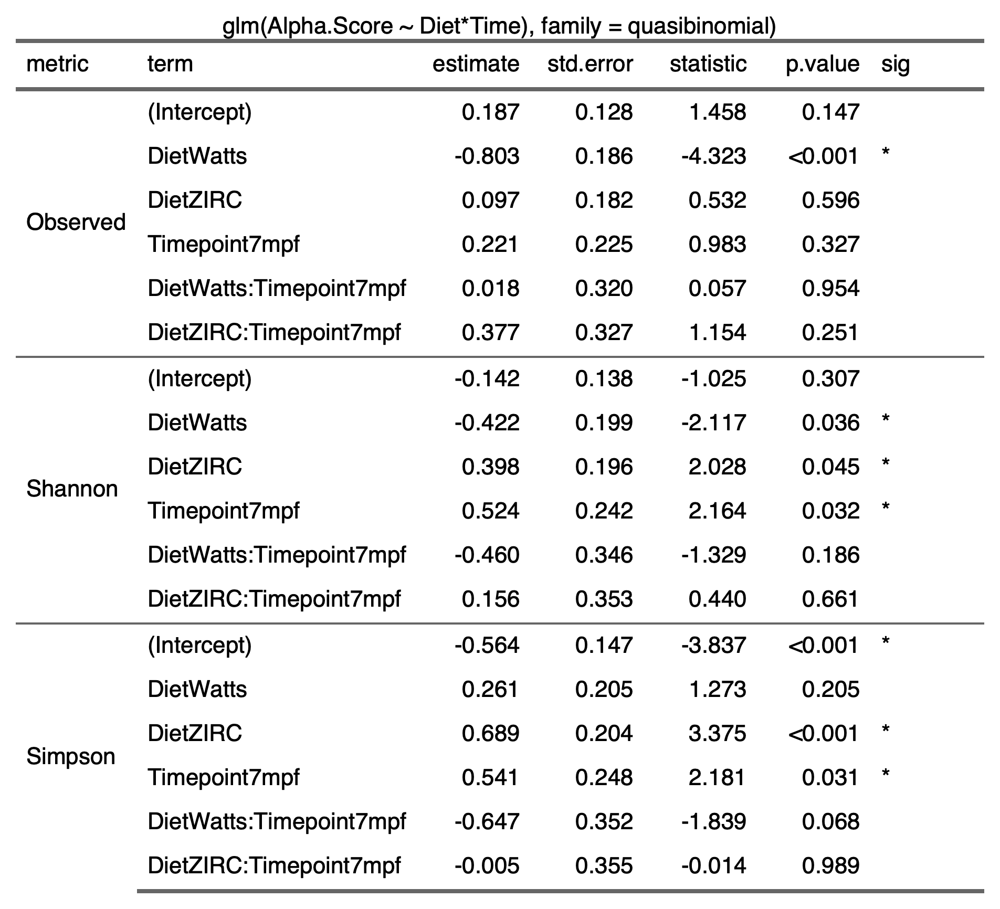 glm(Alpha.Score ~ Diet*Time), family = quasibinomial)
metric term estimate std.error statistic p.value sig
Observed
(Intercept) 0.187 0.128 1.458 0.147
DietWatts -0.803 0.186 -4.323 <0.001 *
DietZIRC 0.097 0.182 0.532 0.596
Timepoint7mpf 0.221 0.225 0.983 0.327
DietWatts:Timepoint7mpf 0.018 0.320 0.057 0.954
DietZIRC:Timepoint7mpf 0.377 0.327 1.154 0.251
Shannon
(Intercept) -0.142 0.138 -1.025 0.307
DietWatts -0.422 0.199 -2.117 0.036 *
DietZIRC 0.398 0.196 2.028 0.045 *
Timepoint7mpf 0.524 0.242 2.164 0.032 *
DietWatts:Timepoint7mpf -0.460 0.346 -1.329 0.186
DietZIRC:Timepoint7mpf 0.156 0.353 0.440 0.661
Simpson
(Intercept) -0.564 0.147 -3.837 <0.001 *
DietWatts 0.261 0.205 1.273 0.205
DietZIRC 0.689 0.204 3.375 <0.001 *
Timepoint7mpf 0.541 0.248 2.181 0.031 *
DietWatts:Timepoint7mpf -0.647 0.352 -1.839 0.068
DietZIRC:Timepoint7mpf -0.005 0.355 -0.014 0.989